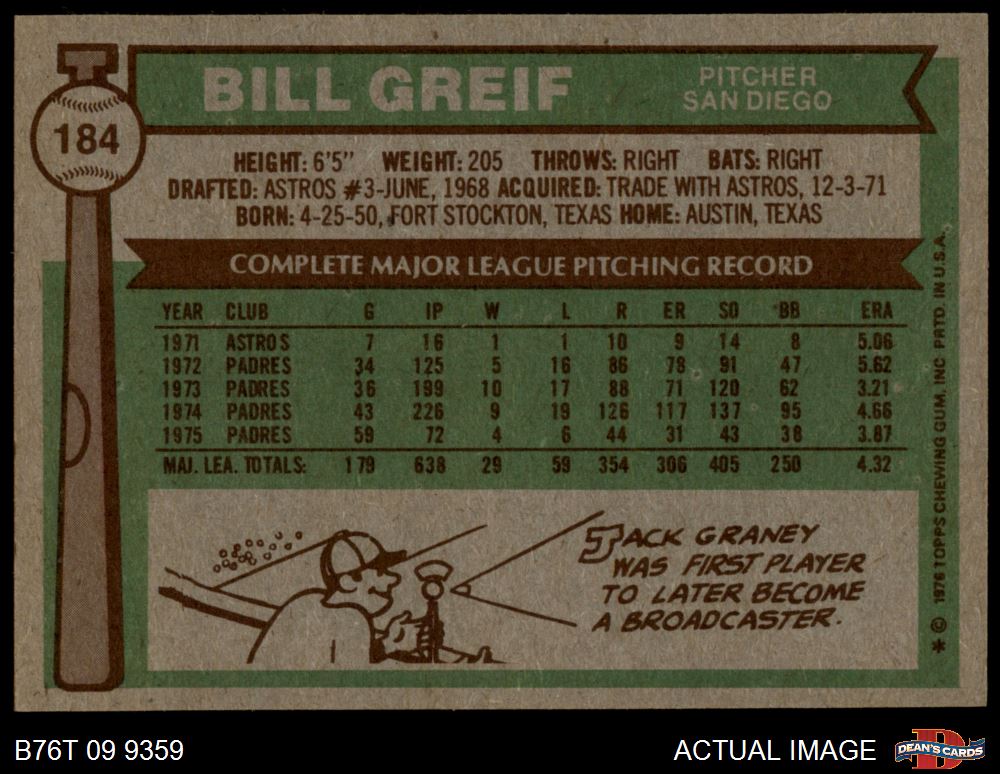 BILL GREIF
PITCHER
SAN DIEGO
184
HEIGHT: 6'5" WEIGHT: 205 THROWS: RIGHT BATS: RIGHT
DRAFTED: ASTROS #3-JUNE, 1968 ACQUIRED: TRADE WITH ASTROS, 12-3-71
BORN: 4-25-50, FORT STOCKTON, TEXAS HOME: AUSTIN, TEXAS
COMPLETE MAJOR LEAGUE PITCHING RECORD
YEAR CLUB G IP W L R ER SO BB ERA
1971 ASTROS 7 16 1 1 10 9 14 8 5.06
1972 PADRES 34 125 5 16 86 78 91 47 5.62
1973 PADRES 36 199 10 17 88 71 120 62 3.21
1974 PADRES 43 226 9 19 126 117 137 95 4.66
1975 PADRES 59 72 4 6 44 31 43 38 3.87
MAJ. LEA. TOTALS: 179 638 29 59 354 306 405 250 4.32
JACK GRANEY
WAS FIRST PLAYER
TO LATER BECOME
A BROADCASTER.
* © 1976 TOPPS CHEWING GUM, INC. PRTD. IN U.S.A.
B76T 09 9359
ACTUAL IMAGE
D
DEAN'S CARDS